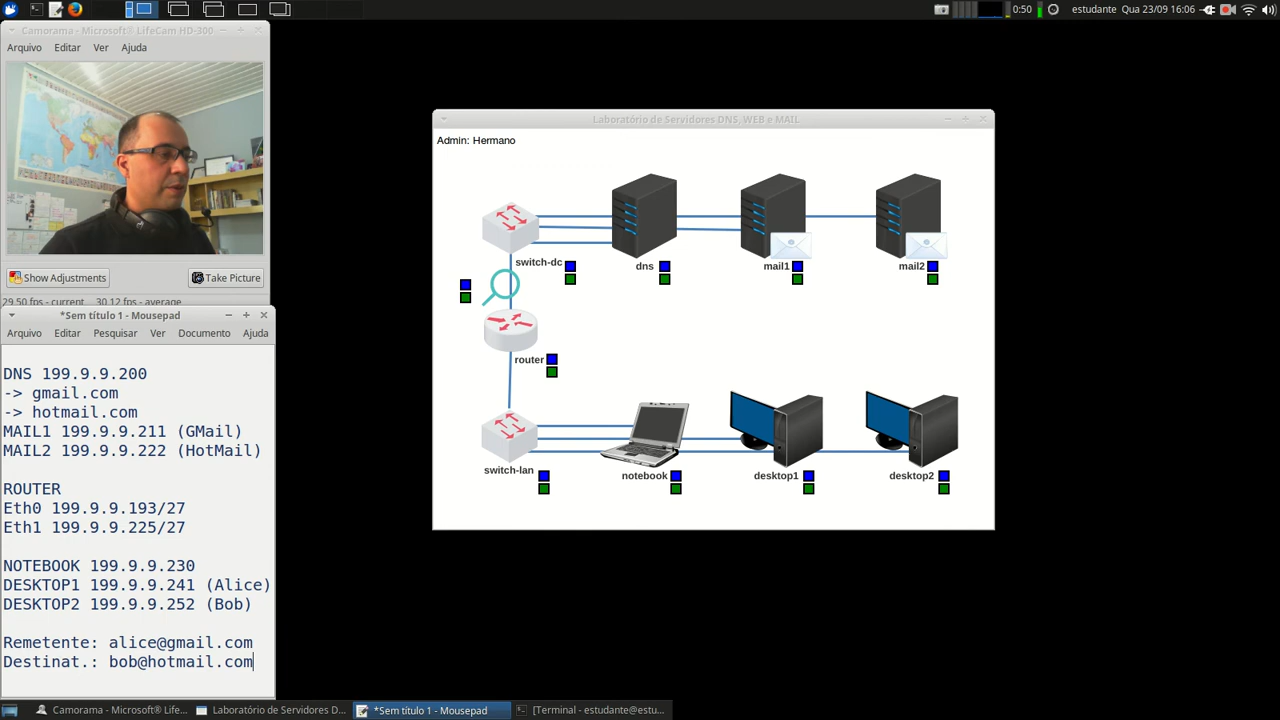 estudante Qua 23/09 16:06
0:50
Camorama - Microsoft® LifeCam HD-300
Arquivo Editar Ver Ajuda
Show Adjustments Take Picture
29.50 fps - current 30.12 fps - average
*Sem título 1 - Mousepad
Arquivo Editar Pesquisar Ver Documento Ajuda
DNS 199.9.9.200
-> gmail.com
-> hotmail.com
MAIL1 199.9.9.211 (GMail)
MAIL2 199.9.9.222 (HotMail)
ROUTER
Eth0 199.9.9.193/27
Eth1 199.9.9.225/27
NOTEBOOK 199.9.9.230
DESKTOP1 199.9.9.241 (Alice)
DESKTOP2 199.9.9.252 (Bob)
Remetente: alice@gmail.com
Destinat.: bob@hotmail.com
Laboratório de Servidores DNS, WEB e MAIL
Admin: Hermano
switch-dc
dns
mail1
mail2
router
switch-lan
notebook
desktop1
desktop2
Camorama - Microsoft® Life...
Laboratório de Servidores D...
*Sem título 1 - Mousepad
[Terminal - estudante@estu...